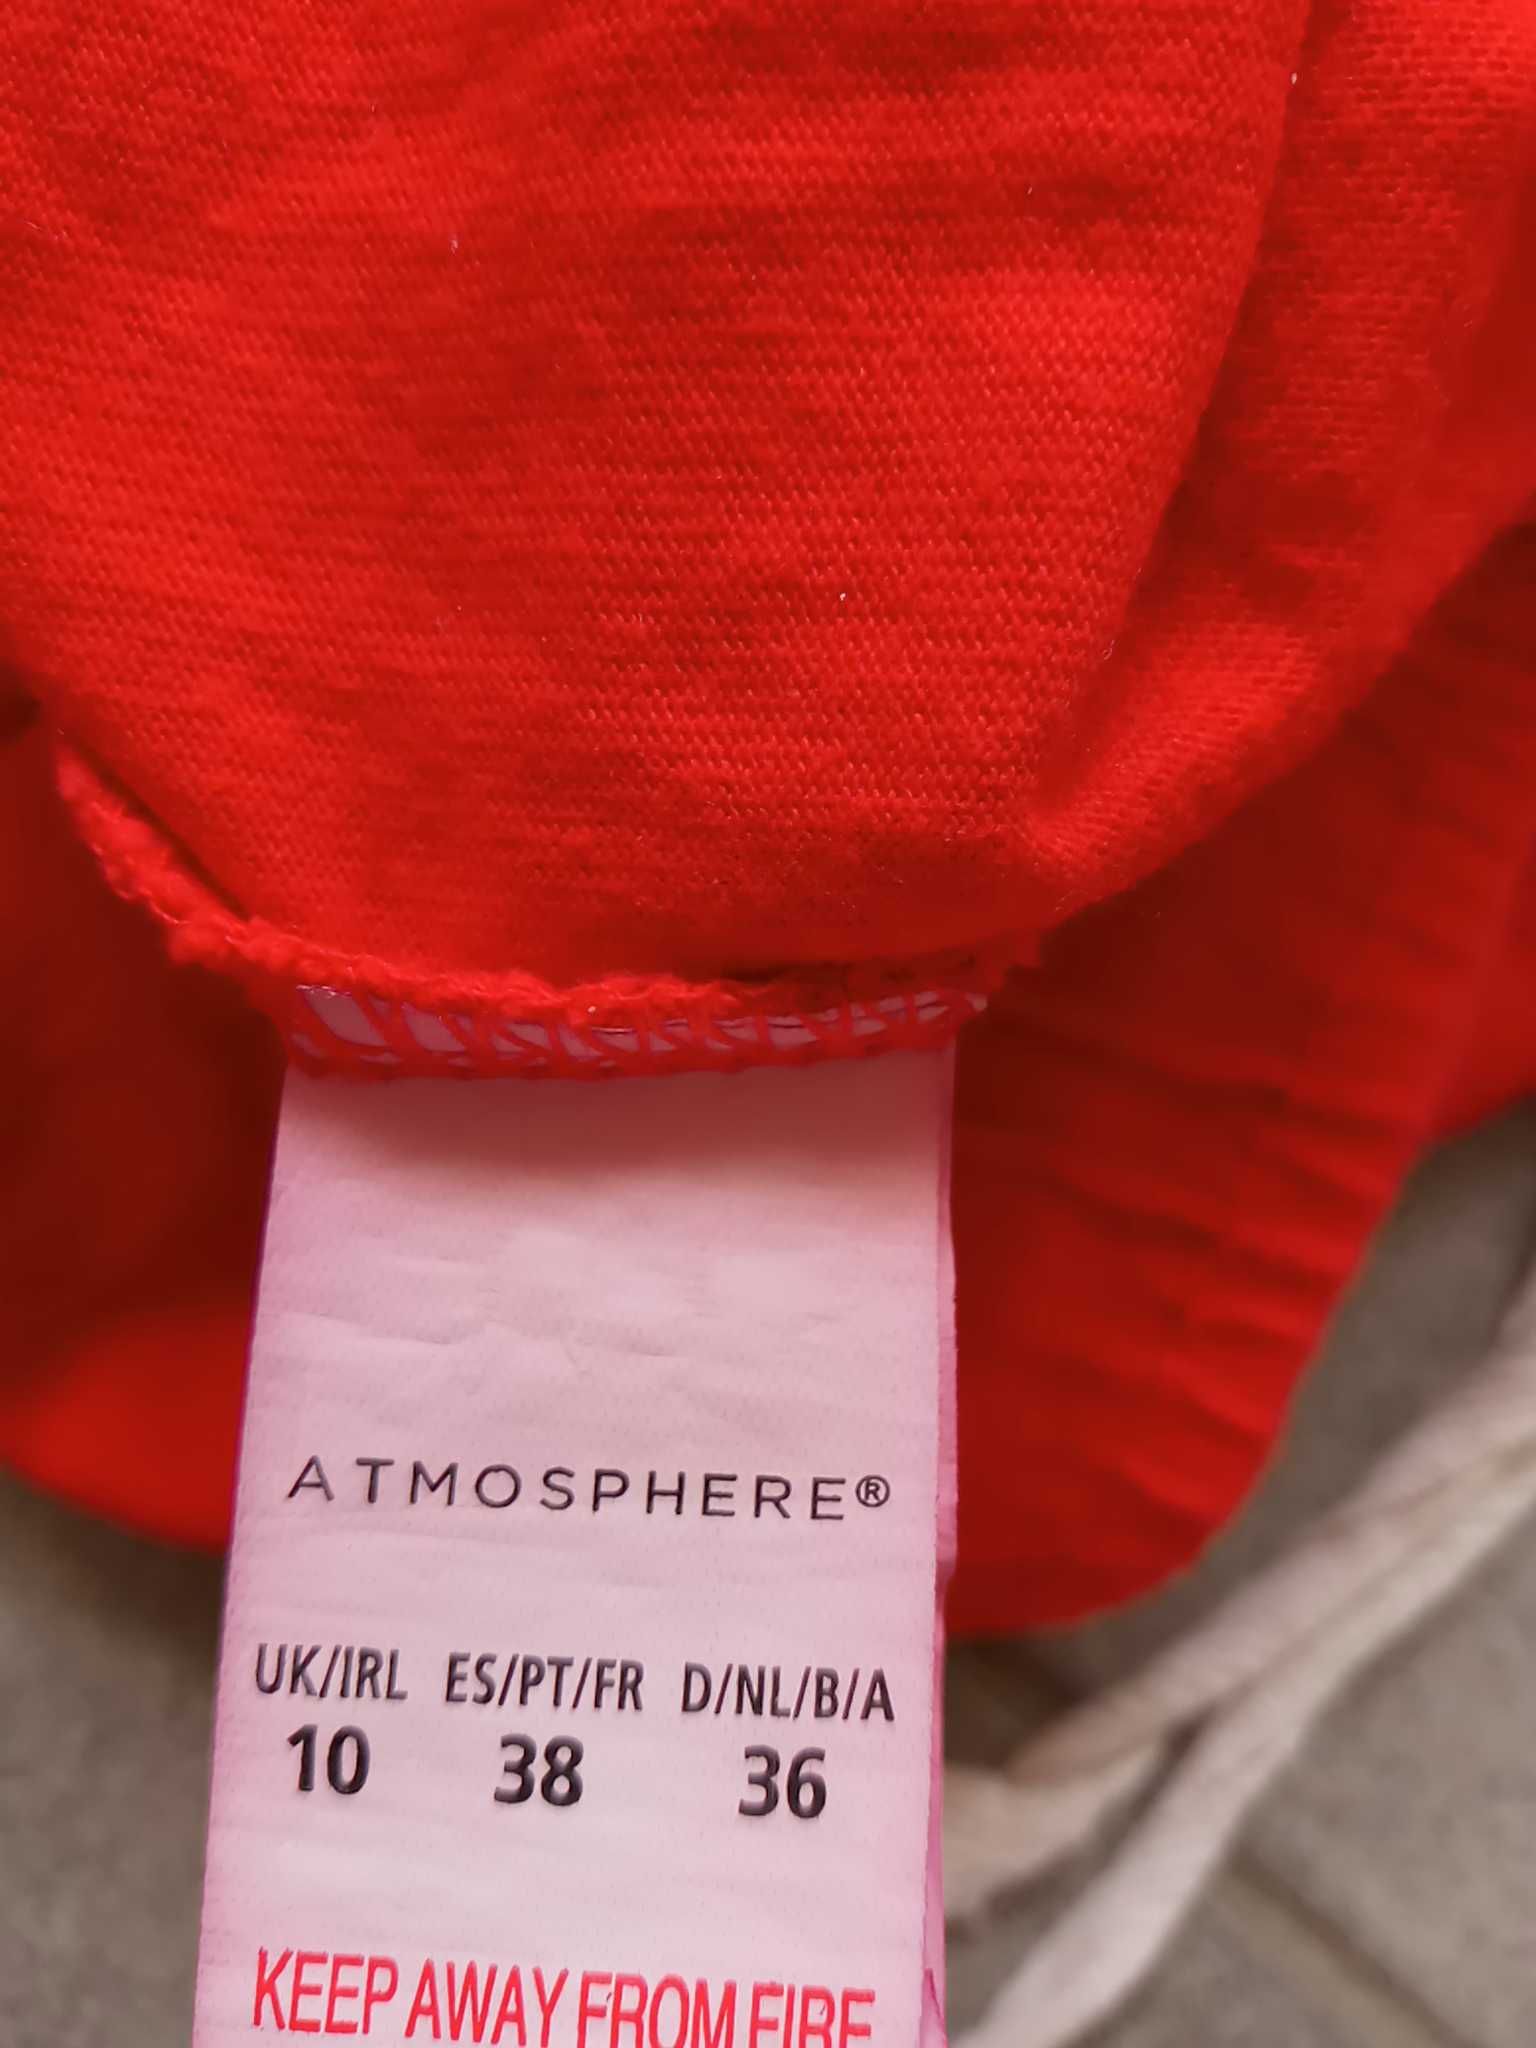 ATMOSPHERE®
UK/IRL ES/PT/FR D/NL/B/A
10 38 36
KEEP AWAY FROM FIRE